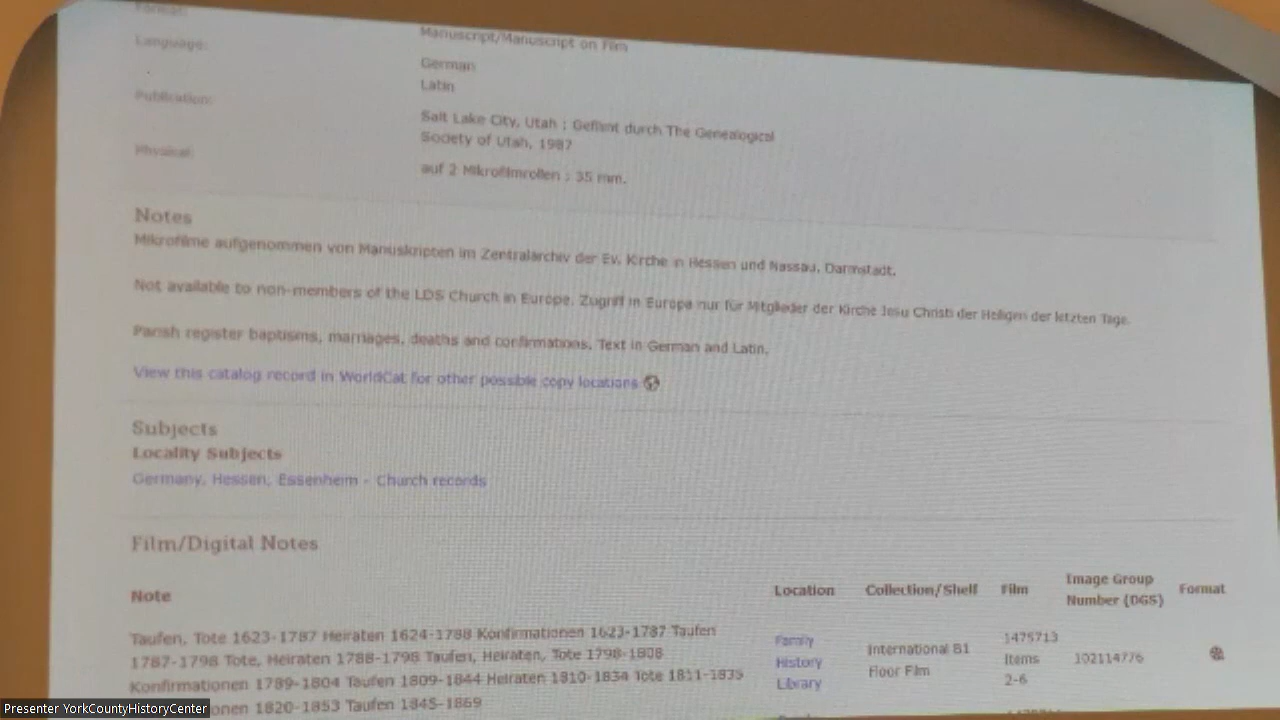 Format:
Manuscript/Manuscript on Film
Language:
German
Latin
Publication:
Salt Lake City, Utah : Gefilmt durch The Genealogical
Society of Utah, 1987
Physical:
auf 2 Mikrofilmrollen ; 35 mm.
Notes
Mikrofilme aufgenommen von Manuskripten im Zentralarchiv der Ev. Kirche in Hessen und Nassau, Darmstadt.
Not available to non-members of the LDS Church in Europe. Zugriff in Europa nur für Mitglieder der Kirche Jesu Christi der Heiligen der letzten Tage.
Parish register baptisms, marriages, deaths and confirmations. Text in German and Latin.
View this catalog record in WorldCat for other possible copy locations
Subjects
Locality Subjects
Germany, Hessen, Essenheim - Church records
Film/Digital Notes
Note Location Collection/Shelf Film Image Group Number (DGS) Format
Taufen, Tote 1623-1787 Heiraten 1624-1788 Konfirmationen 1623-1787 Taufen
1787-1798 Tote, Heiraten 1788-1798 Taufen, Heiraten, Tote 1798-1808
Konfirmationen 1789-1804 Taufen 1809-1844 Heiraten 1810-1834 Tote 1811-1835
onen 1820-1853 Taufen 1845-1869
Family
History
Library
International B1
Floor Film
1475713
Items
2-6
102114776
Presenter YorkCountyHistoryCenter